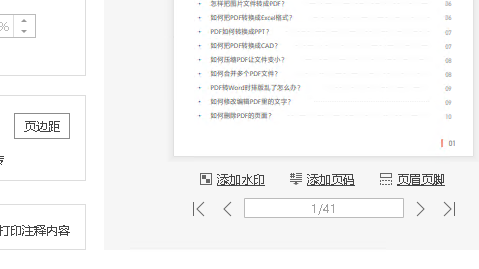 怎样把图片文件转成PDF? 06
• 如何把PDF转换成Excel格式? 06
• PDF如何转换成PPT? 07
• 如何把PDF转换成CAD? 07
• 如何压缩PDF让文件变小? 08
• 如何合并多个PDF文件? 08
• PDF转Word时排版乱了怎么办? 09
• 如何修改编辑PDF里的文字? 09
• 如何删除PDF的页面? 10
01
%
页边距
打印注释内容
添加水印 添加页码 页眉页脚
1/41